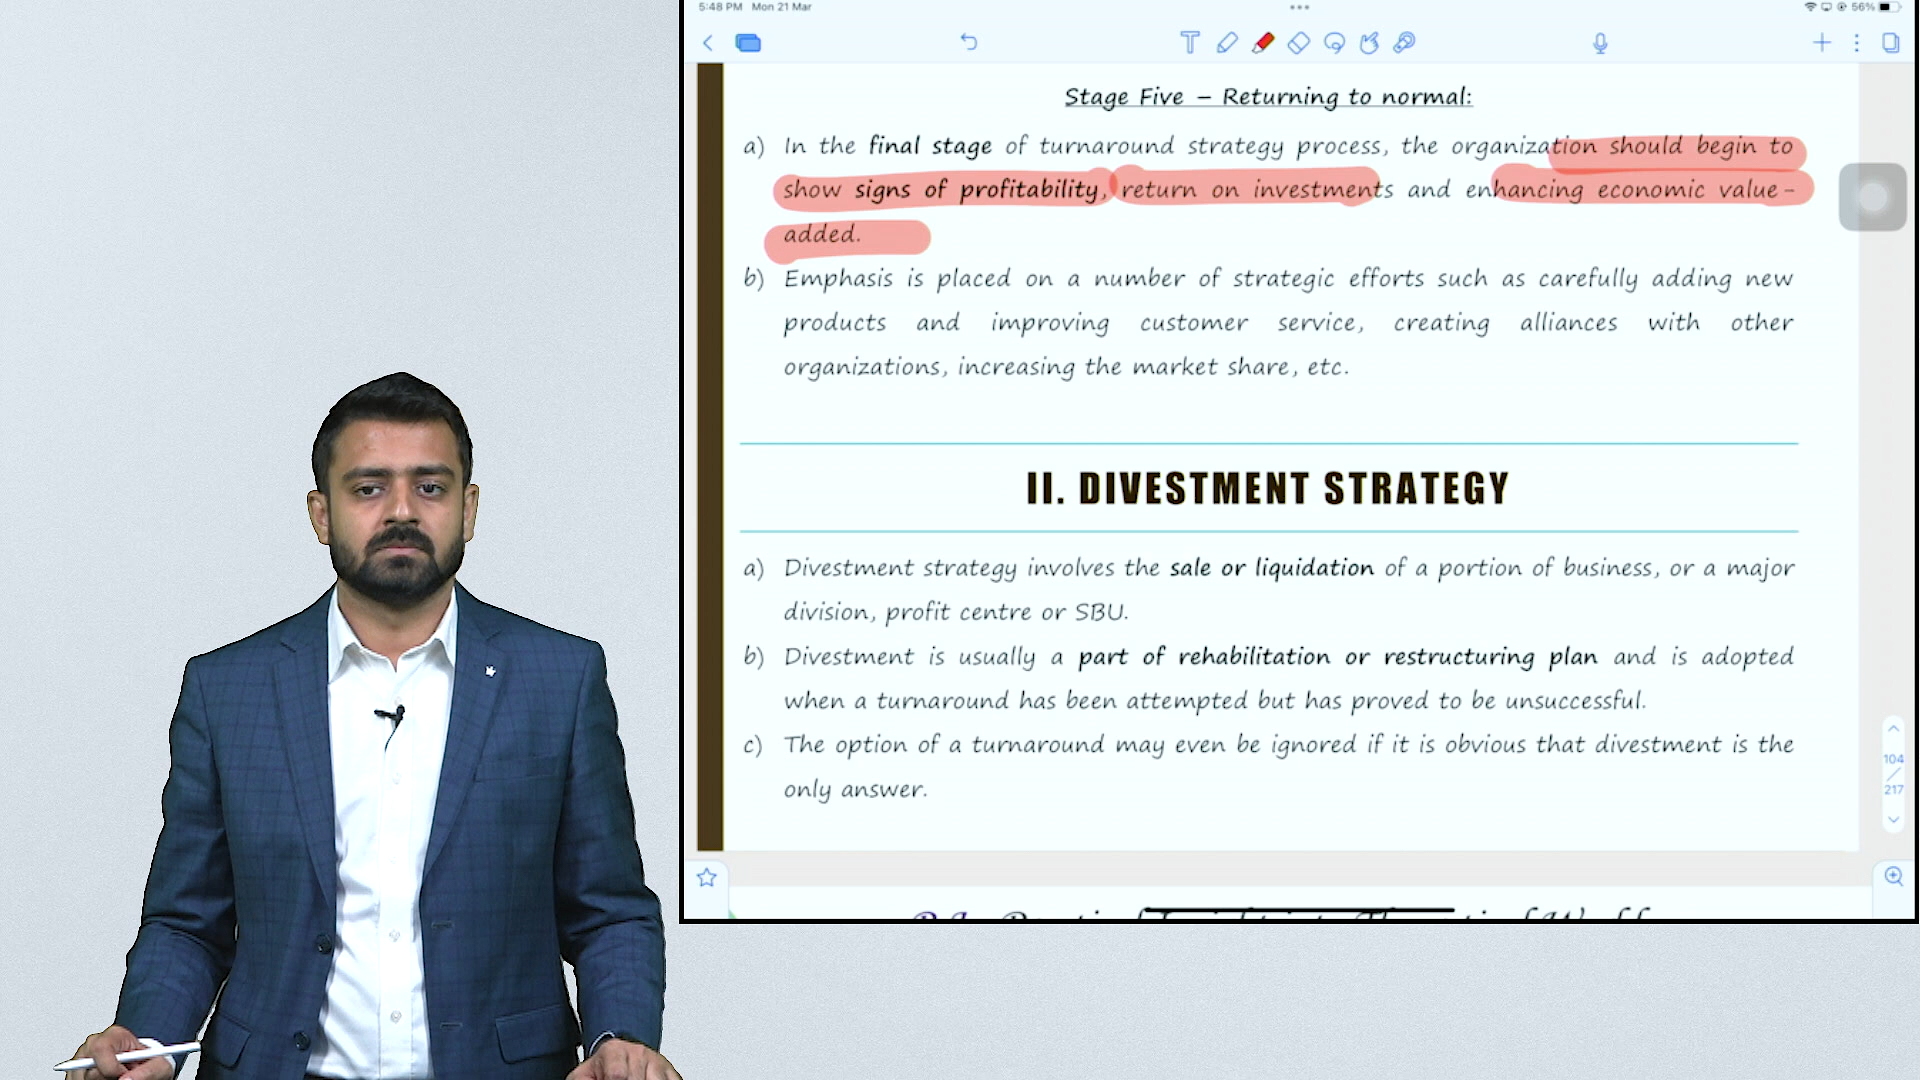 5:48 PM Mon 21 Mar
56%
Stage Five – Returning to normal:
a) In the final stage of turnaround strategy process, the organization should begin to
show signs of profitability, return on investments and enhancing economic value-
added.
b) Emphasis is placed on a number of strategic efforts such as carefully adding new
products and improving customer service, creating alliances with other
organizations, increasing the market share, etc.
II. DIVESTMENT STRATEGY
a) Divestment strategy involves the sale or liquidation of a portion of business, or a major
division, profit centre or SBU.
b) Divestment is usually a part of rehabilitation or restructuring plan and is adopted
when a turnaround has been attempted but has proved to be unsuccessful.
c) The option of a turnaround may even be ignored if it is obvious that divestment is the
only answer.
104
/
217